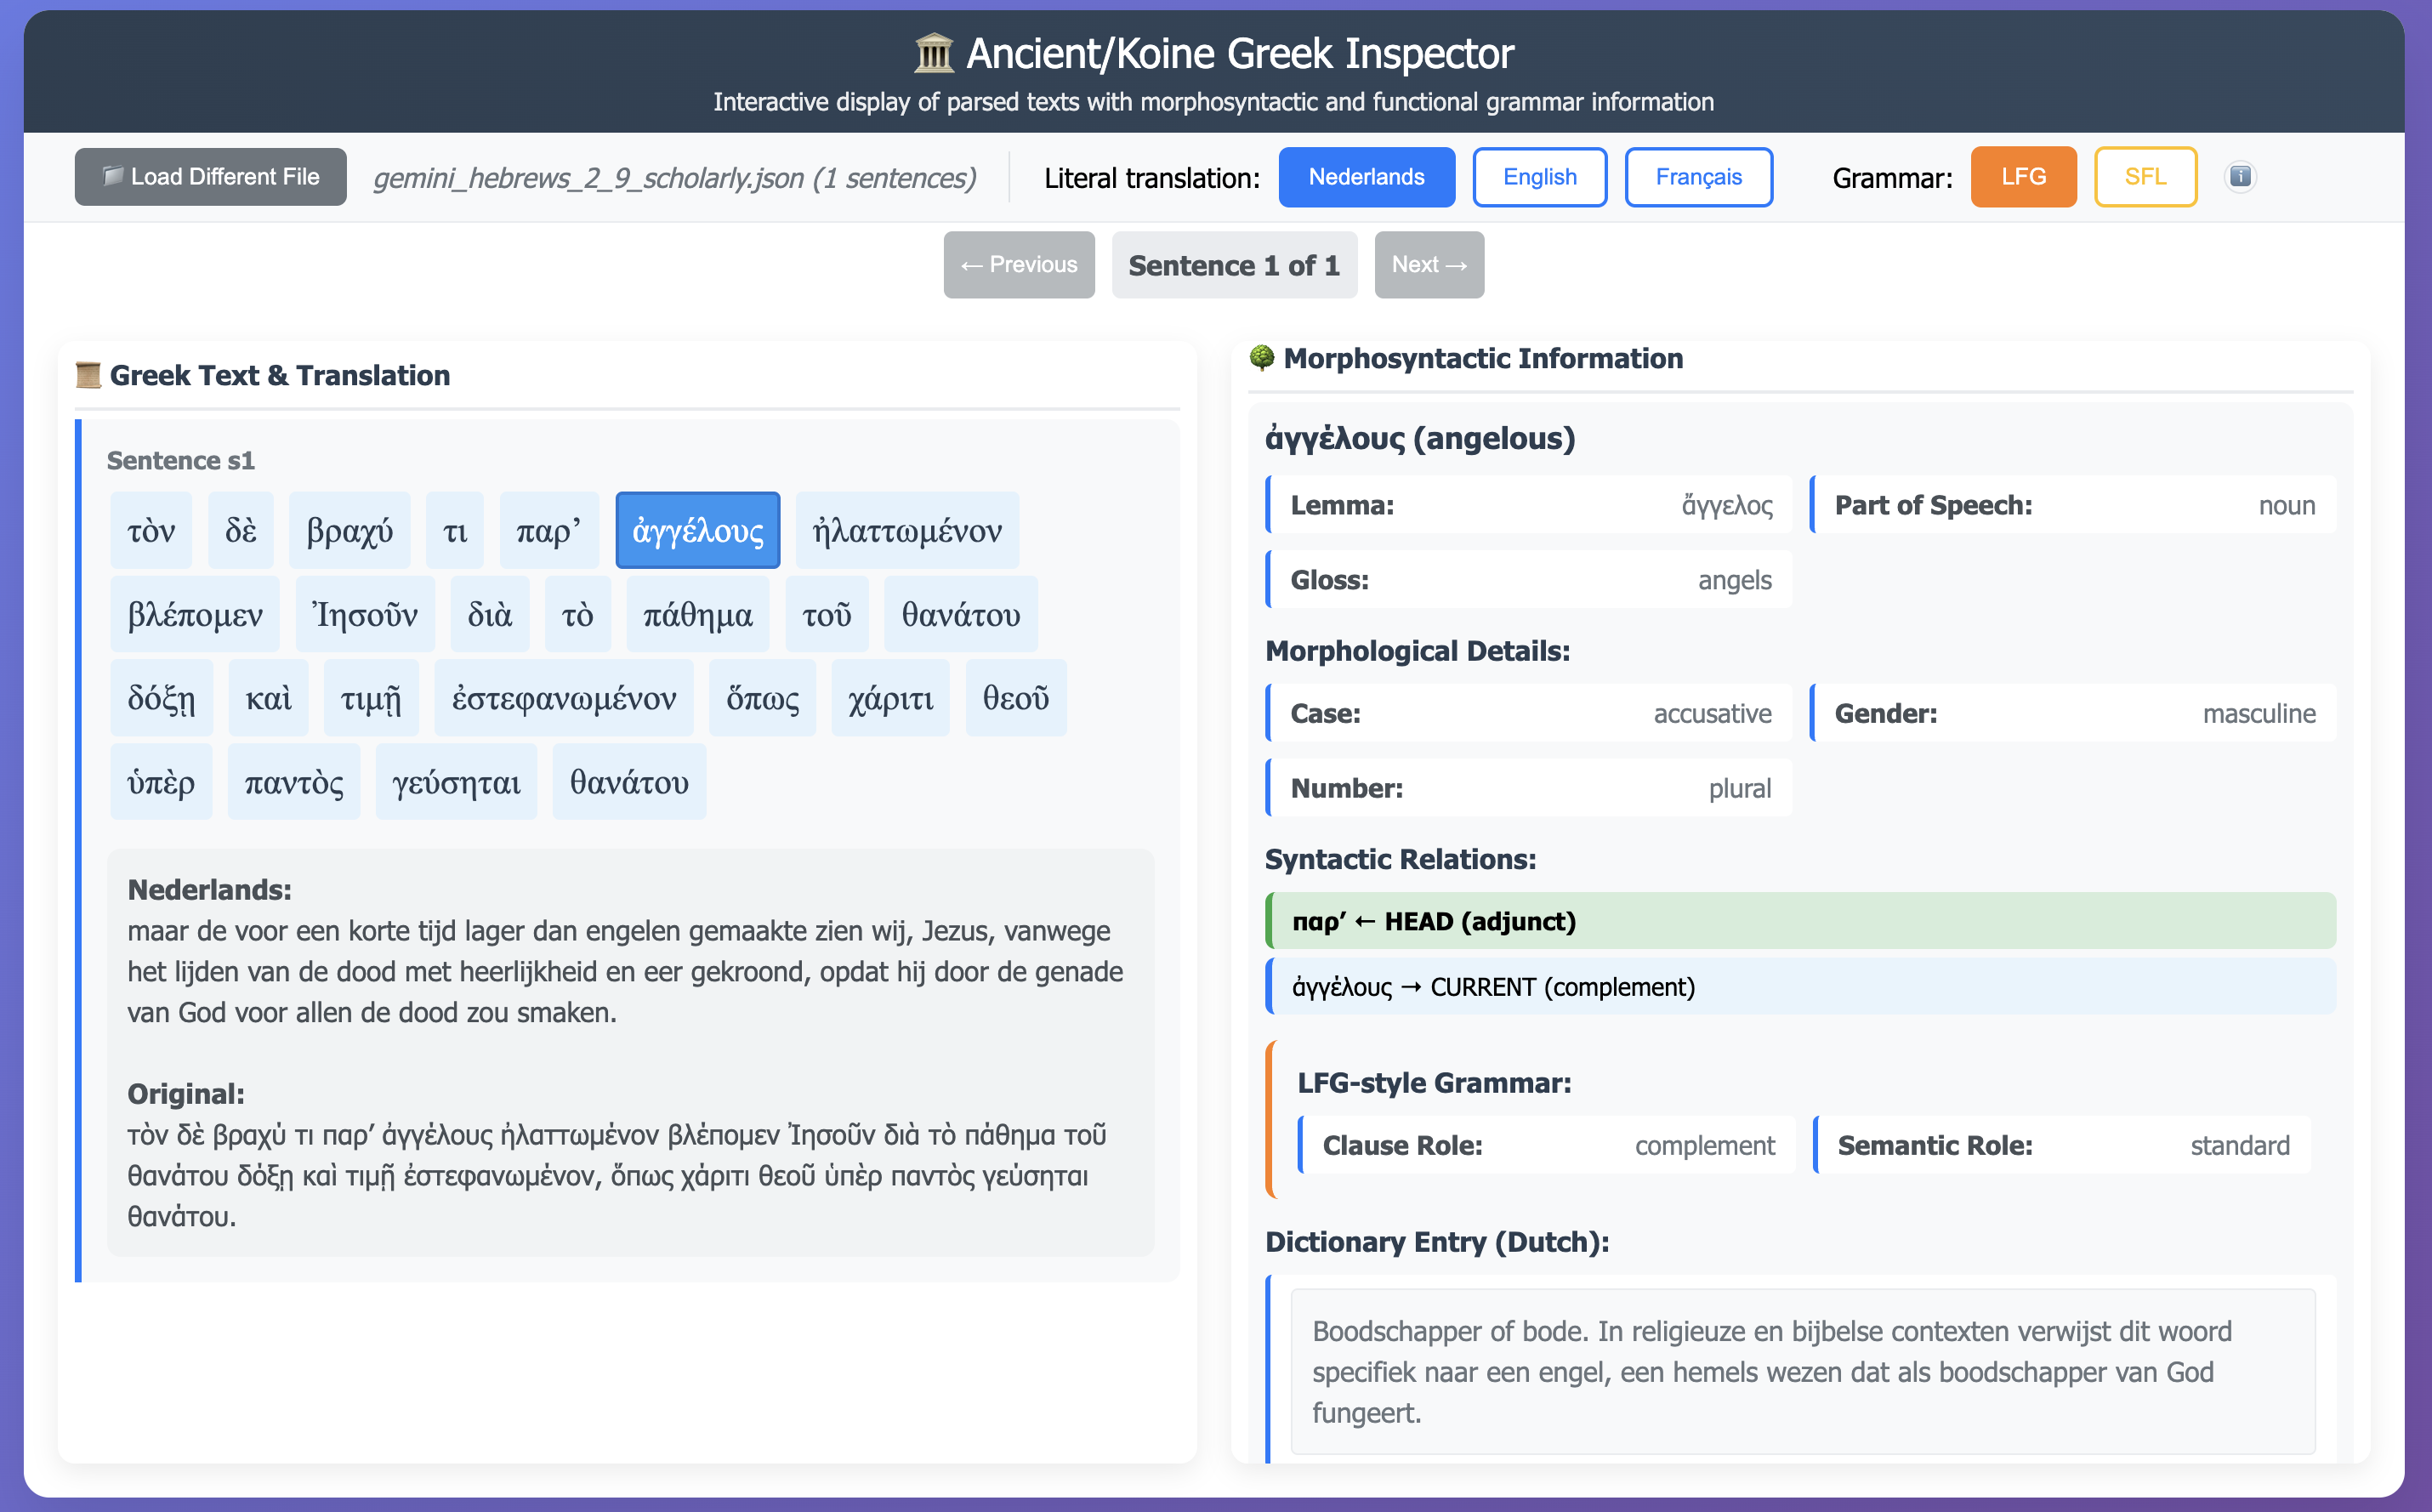 🏛️ Ancient/Koine Greek Inspector
Interactive display of parsed texts with morphosyntactic and functional grammar information
📁 Load Different File gemini_hebrews_2_9_scholarly.json (1 sentences) Literal translation: Nederlands English Français Grammar: LFG SFL ℹ️
← Previous Sentence 1 of 1 Next →
📜 Greek Text & Translation
Sentence s1
τὸν δὲ βραχύ τι παρ’ ἀγγέλους ἠλαττωμένον
βλέπομεν Ἰησοῦν διὰ τὸ πάθημα τοῦ θανάτου
δόξῃ καὶ τιμῇ ἐστεφανωμένον ὅπως χάριτι θεοῦ
ὑπὲρ παντὸς γεύσηται θανάτου
Nederlands:
maar de voor een korte tijd lager dan engelen gemaakte zien wij, Jezus, vanwege
het lijden van de dood met heerlijkheid en eer gekroond, opdat hij door de genade
van God voor allen de dood zou smaken.
Original:
τὸν δὲ βραχύ τι παρ’ ἀγγέλους ἠλαττωμένον βλέπομεν Ἰησοῦν διὰ τὸ πάθημα τοῦ
θανάτου δόξῃ καὶ τιμῇ ἐστεφανωμένον, ὅπως χάριτι θεοῦ ὑπὲρ παντὸς γεύσηται
θανάτου.
🌳 Morphosyntactic Information
ἀγγέλους (angelous)
Lemma: ἄγγελος Part of Speech: noun
Gloss: angels
Morphological Details:
Case: accusative Gender: masculine
Number: plural
Syntactic Relations:
παρ’ ← HEAD (adjunct)
ἀγγέλους → CURRENT (complement)
LFG-style Grammar:
Clause Role: complement Semantic Role: standard
Dictionary Entry (Dutch):
Boodschapper of bode. In religieuze en bijbelse contexten verwijst dit woord
specifiek naar een engel, een hemels wezen dat als boodschapper van God
fungeert.